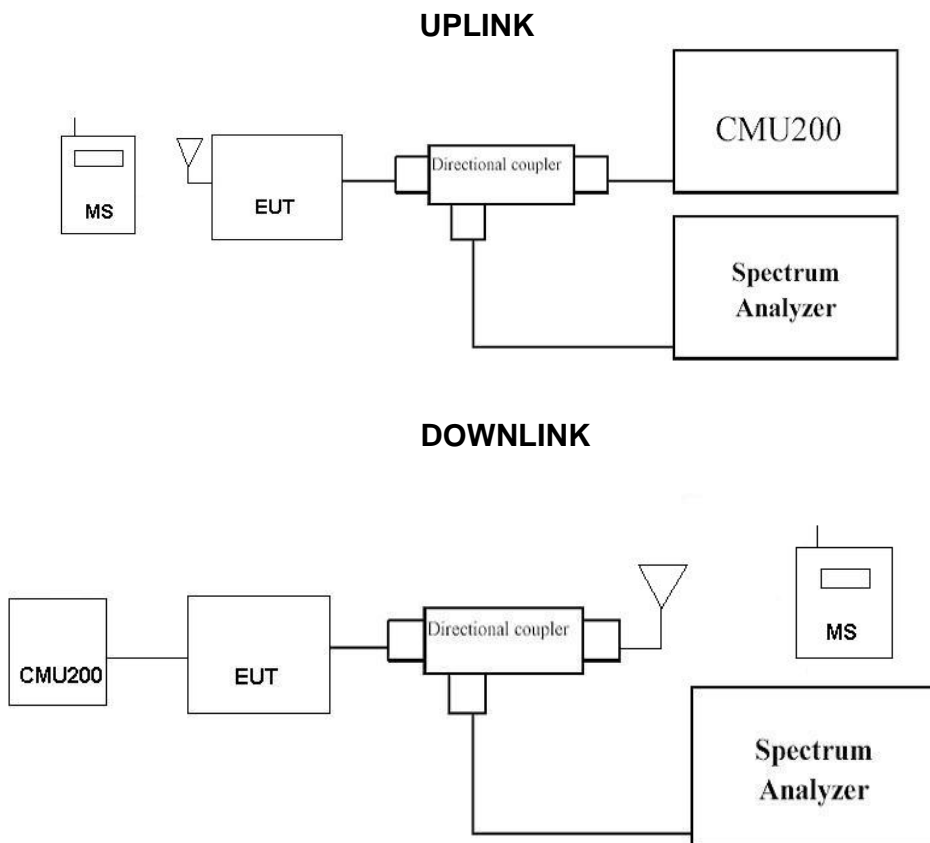 UPLINK
CMU200
Directional coupler
MS
EUT
Spectrum
Analyzer
DOWNLINK
Directional coupler
MS
CMU200
EUT
Spectrum
Analyzer